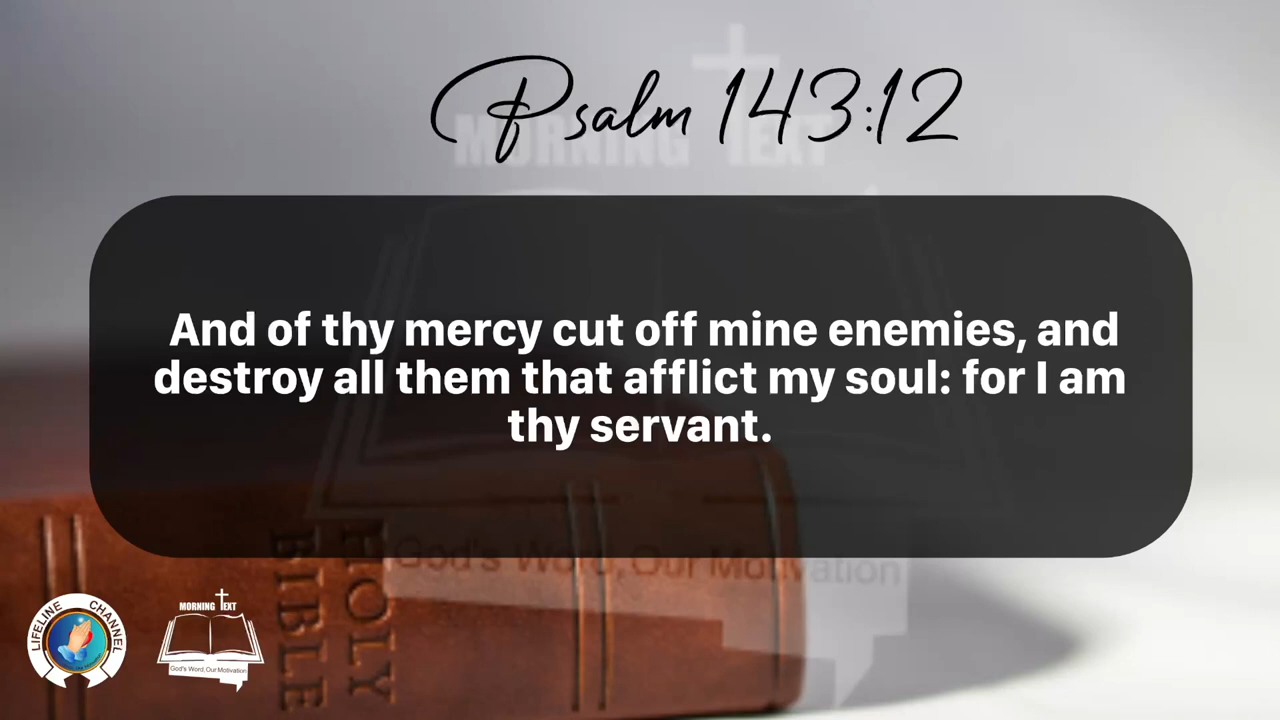 Psalm 143:12
MORNING TEXT
And of thy mercy cut off mine enemies, and
destroy all them that afflict my soul: for I am
thy servant.
God's Word, Our Motivation
HOLY
BIBLE
LIFELINE CHANNEL
MORNING TEXT
God's Word, Our Motivation